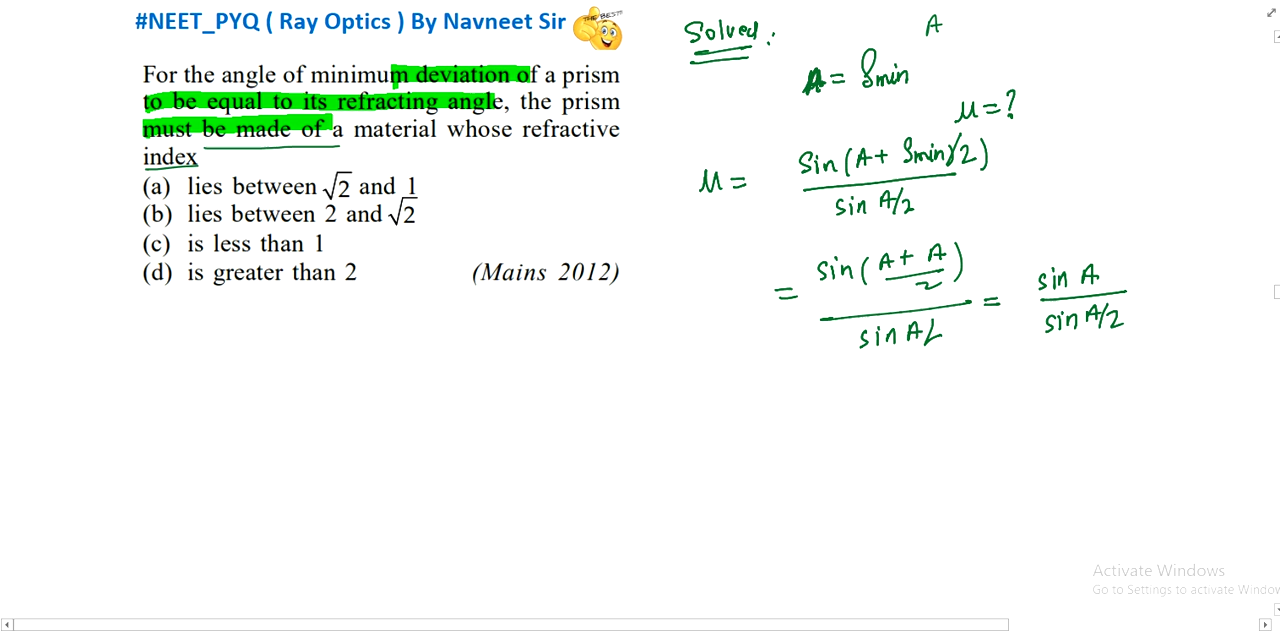 #NEET_PYQ ( Ray Optics ) By Navneet Sir
THE BEST!!!
For the angle of minimum deviation of a prism
to be equal to its refracting angle, the prism
must be made of a material whose refractive
index
(a) lies between √2 and 1
(b) lies between 2 and √2
(c) is less than 1
(d) is greater than 2 (Mains 2012)
Solved :
A
A = δmin
μ = ?
μ = sin (A + δmin/2) / sin A/2
= sin (A + A / 2) / sin A/2 = sin A / sin A/2
Activate Windows
Go to Settings to activate Window